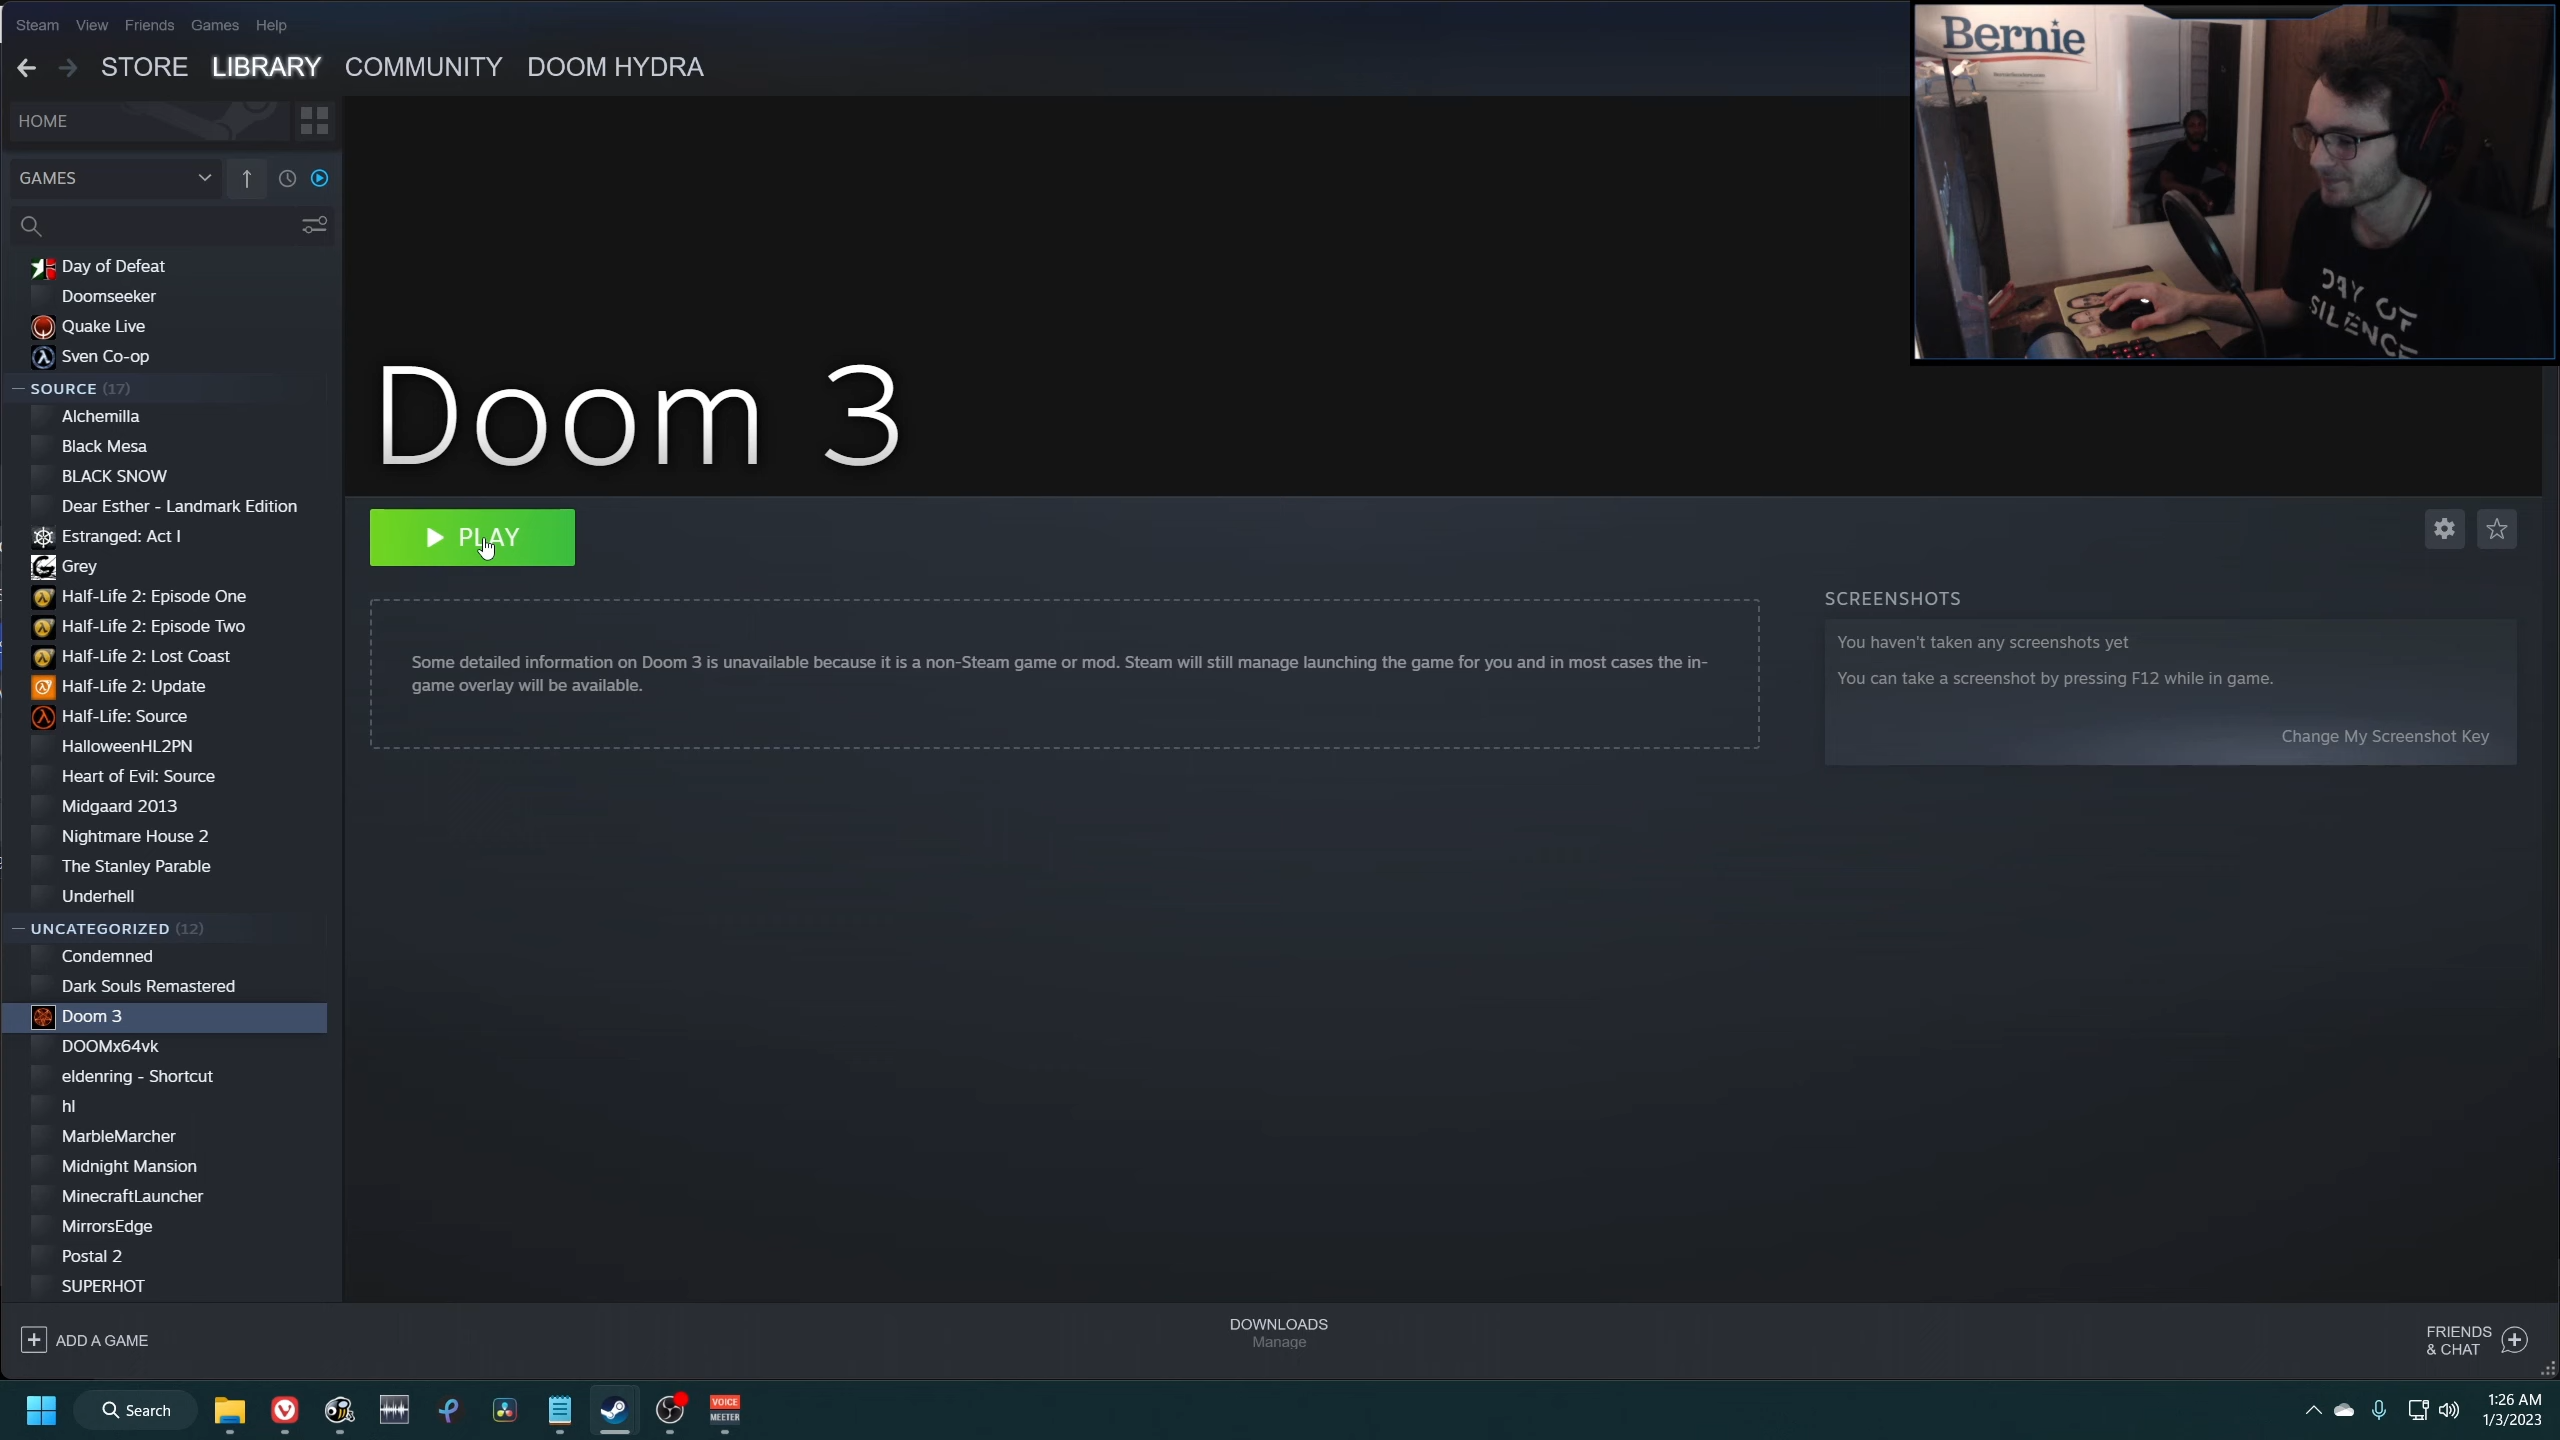 Steam View Friends Games Help
STORE LIBRARY COMMUNITY DOOM HYDRA
HOME
GAMES
Day of Defeat
Doomseeker
Quake Live
Sven Co-op
SOURCE (17)
Alchemilla
Black Mesa
BLACK SNOW
Dear Esther - Landmark Edition
Estranged: Act I
Grey
Half-Life 2: Episode One
Half-Life 2: Episode Two
Half-Life 2: Lost Coast
Half-Life 2: Update
Half-Life: Source
HalloweenHL2PN
Heart of Evil: Source
Midgaard 2013
Nightmare House 2
The Stanley Parable
Underhell
UNCATEGORIZED (12)
Condemned
Dark Souls Remastered
Doom 3
DOOMx64vk
eldenring - Shortcut
hl
MarbleMarcher
Midnight Mansion
MinecraftLauncher
MirrorsEdge
Postal 2
SUPERHOT
Doom 3
PLAY
Some detailed information on Doom 3 is unavailable because it is a non-Steam game or mod. Steam will still manage launching the game for you and in most cases the in-
game overlay will be available.
SCREENSHOTS
You haven't taken any screenshots yet
You can take a screenshot by pressing F12 while in game.
Change My Screenshot Key
Bernie
DAY OF
SILENCE
ADD A GAME
DOWNLOADS
Manage
FRIENDS
& CHAT
Search
VOICE
MEETER
1:26 AM
1/3/2023